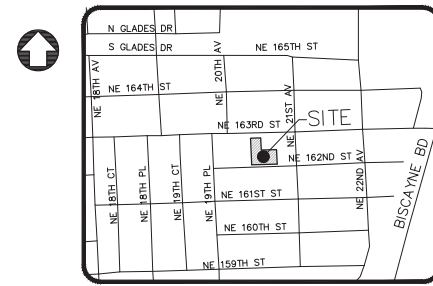 N GLADES DR
S GLADES DR
NE 20TH AV
NE 165TH ST
NE 18TH AV
NE 164TH ST
NE 21ST AV
SITE
NE 163RD ST
NE 162ND ST
NE 18TH CT
NE 18TH PL
NE 19TH CT
NE 19TH PL
NE 22ND AV
BISCAYNE BD
NE 161ST ST
NE 160TH ST
NE 159TH ST